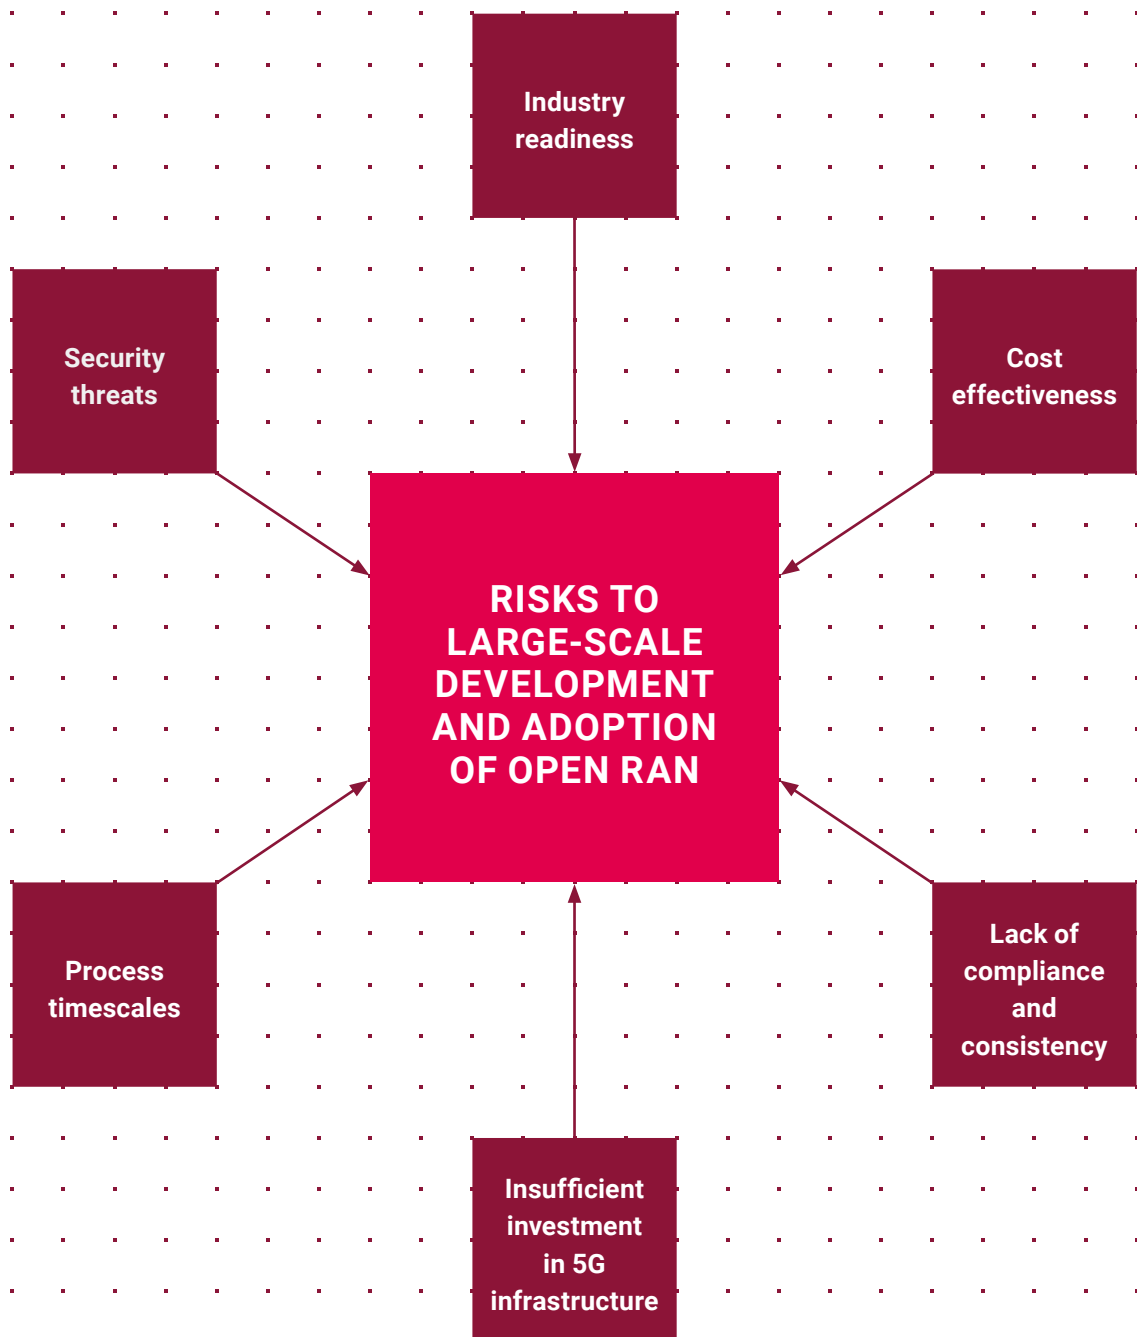 Industry
readiness
Security
threats
Cost
effectiveness
RISKS TO
LARGE-SCALE
DEVELOPMENT
AND ADOPTION
OF OPEN RAN
Process
timescales
Lack of
compliance
and
consistency
Insufficient
investment
in 5G
infrastructure